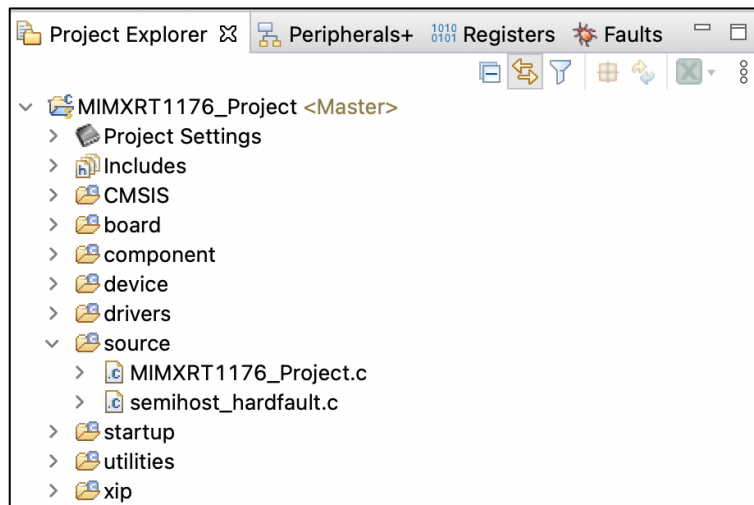 Project Explorer Peripherals+ 1010 0101 Registers Faults
MIMXRT1176_Project <Master>
Project Settings
Includes
CMSIS
board
component
device
drivers
source
MIMXRT1176_Project.c
semihost_hardfault.c
startup
utilities
xip